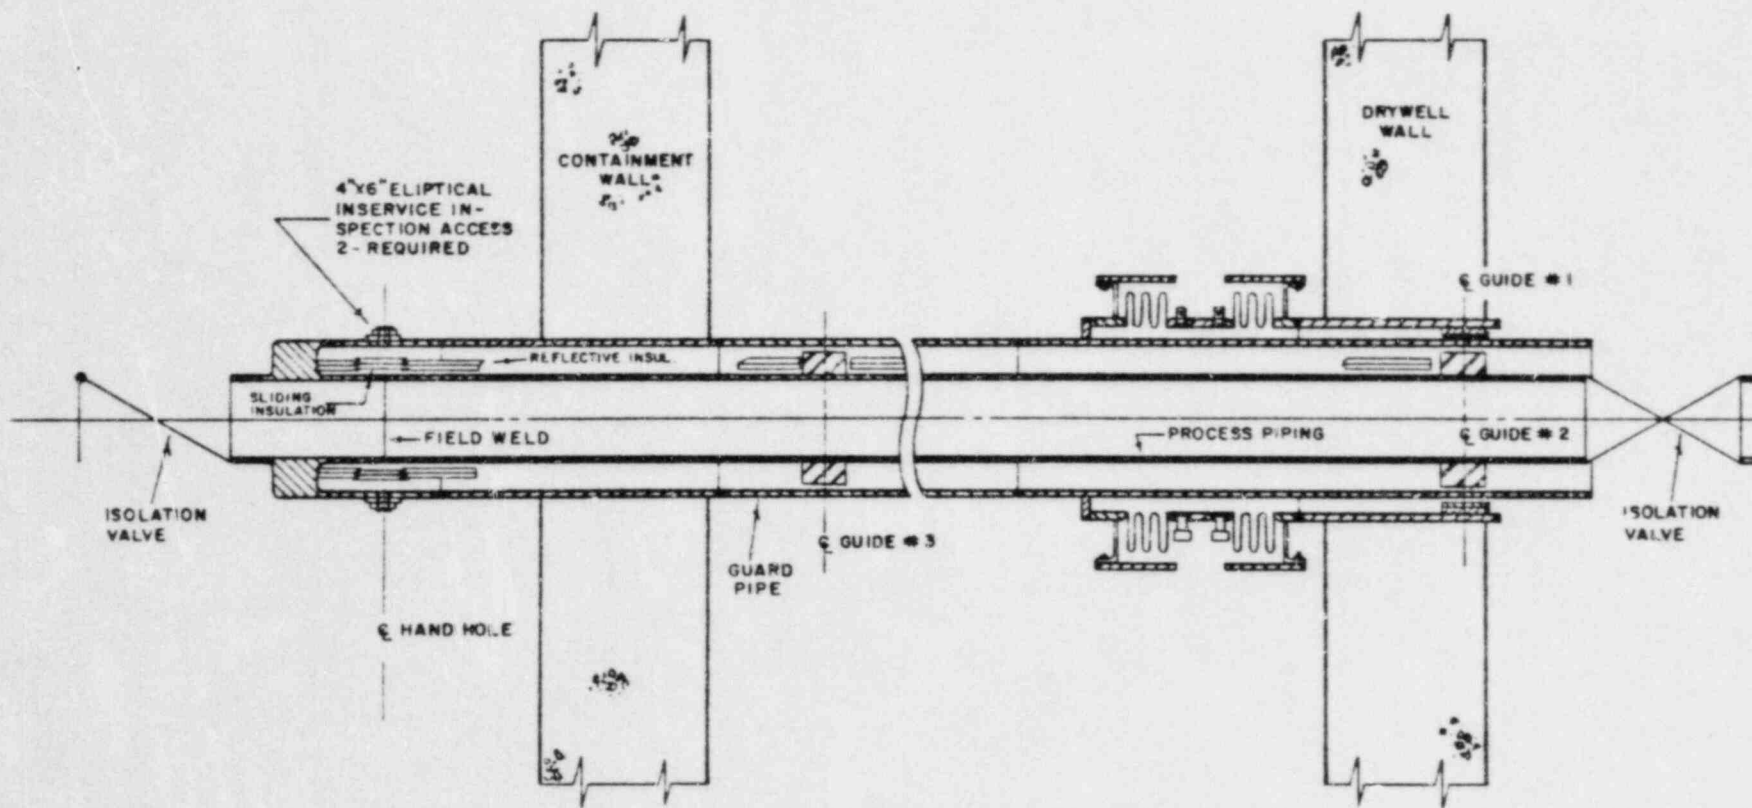 DRYWELL
WALL
CONTAINMENT
WALL
4"X6" ELIPTICAL
INSERVICE IN-
SPECTION ACCESS
2 - REQUIRED
℄ GUIDE # 1
REFLECTIVE INSUL.
SLIDING
INSULATION
FIELD WELD
PROCESS PIPING
℄ GUIDE # 2
ISOLATION
VALVE
℄ GUIDE # 3
ISOLATION
VALVE
GUARD
PIPE
℄ HAND HOLE